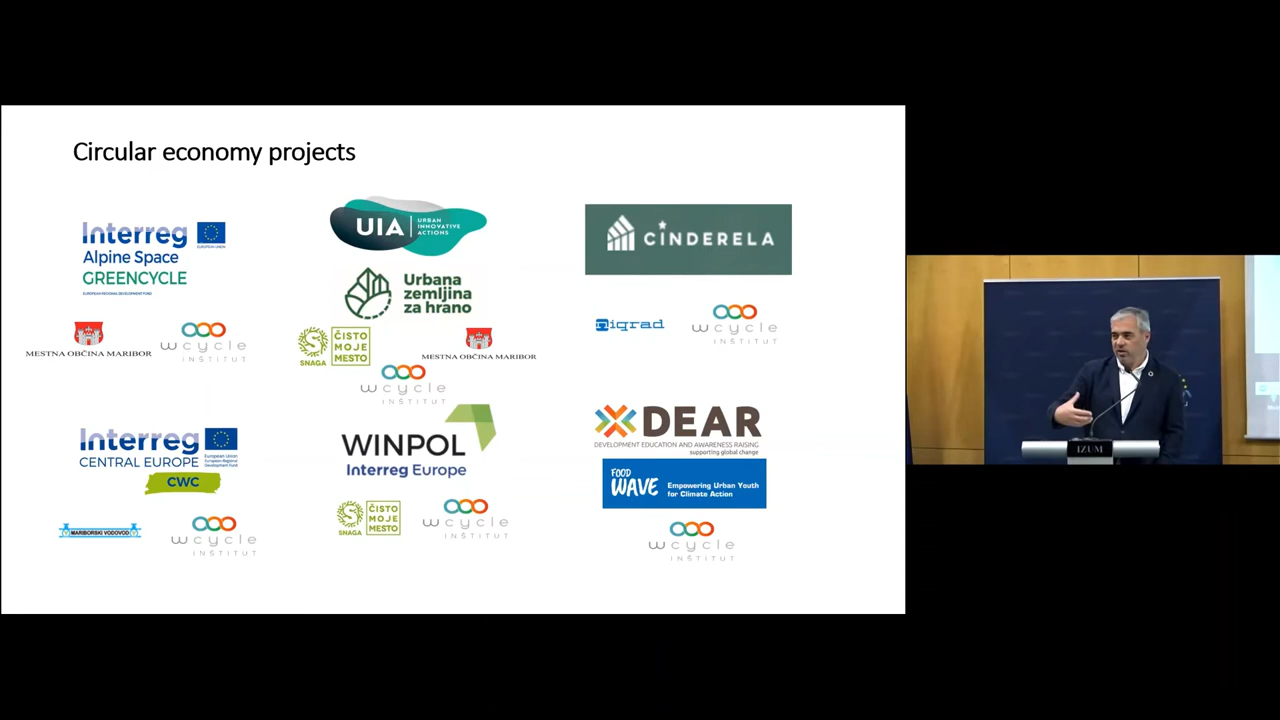 Circular economy projects
Interreg
EUROPEAN UNION
Alpine Space
GREENCYCLE
EUROPEAN REGIONAL DEVELOPMENT FUND
MESTNA OBČINA MARIBOR
wcycle
INŠTITUT
UIA URBAN INNOVATIVE ACTIONS
Urbana
zemljina
za hrano
SNAGA
ČISTO
MOJE
MESTO
MESTNA OBČINA MARIBOR
wcycle
INŠTITUT
CINDERELA
nigrad
wcycle
INŠTITUT
Interreg
CENTRAL EUROPE
European Union
European Regional
Development Fund
CWC
MARIBORSKI VODOVOD
wcycle
INŠTITUT
WINPOL
Interreg Europe
SNAGA
ČISTO
MOJE
MESTO
wcycle
INŠTITUT
DEAR
DEVELOPMENT EDUCATION AND AWARENESS RAISING
supporting global change
FOOD
WAVE
Empowering Urban Youth
for Climate Action
wcycle
INŠTITUT
IZUM